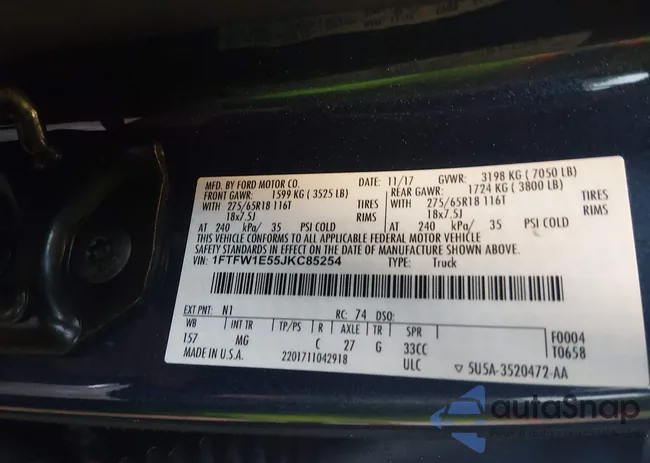 MFD. BY FORD MOTOR CO. DATE: 11/17 GVWR: 3198 KG ( 7050 LB)
FRONT GAWR: 1599 KG ( 3525 LB) REAR GAWR: 1724 KG ( 3800 LB)
WITH 275/65R18 116T TIRES WITH 275/65R18 116T TIRES
18x7.5J RIMS 18x7.5J RIMS
AT 240 kPa/ 35 PSI COLD AT 240 kPa/ 35 PSI COLD
THIS VEHICLE CONFORMS TO ALL APPLICABLE FEDERAL MOTOR VEHICLE
SAFETY STANDARDS IN EFFECT ON THE DATE OF MANUFACTURE SHOWN ABOVE.
VIN: 1FTFW1E55JKC85254 TYPE: Truck
EXT PNT: N1 RC: 74 DSO:
WB INT TR TP/PS R AXLE TR SPR F0004
157 MG C 27 G 33CC T0658
MADE IN U.S.A. 2201711042918 ULC 5U5A-3520472-AA
autoSnap